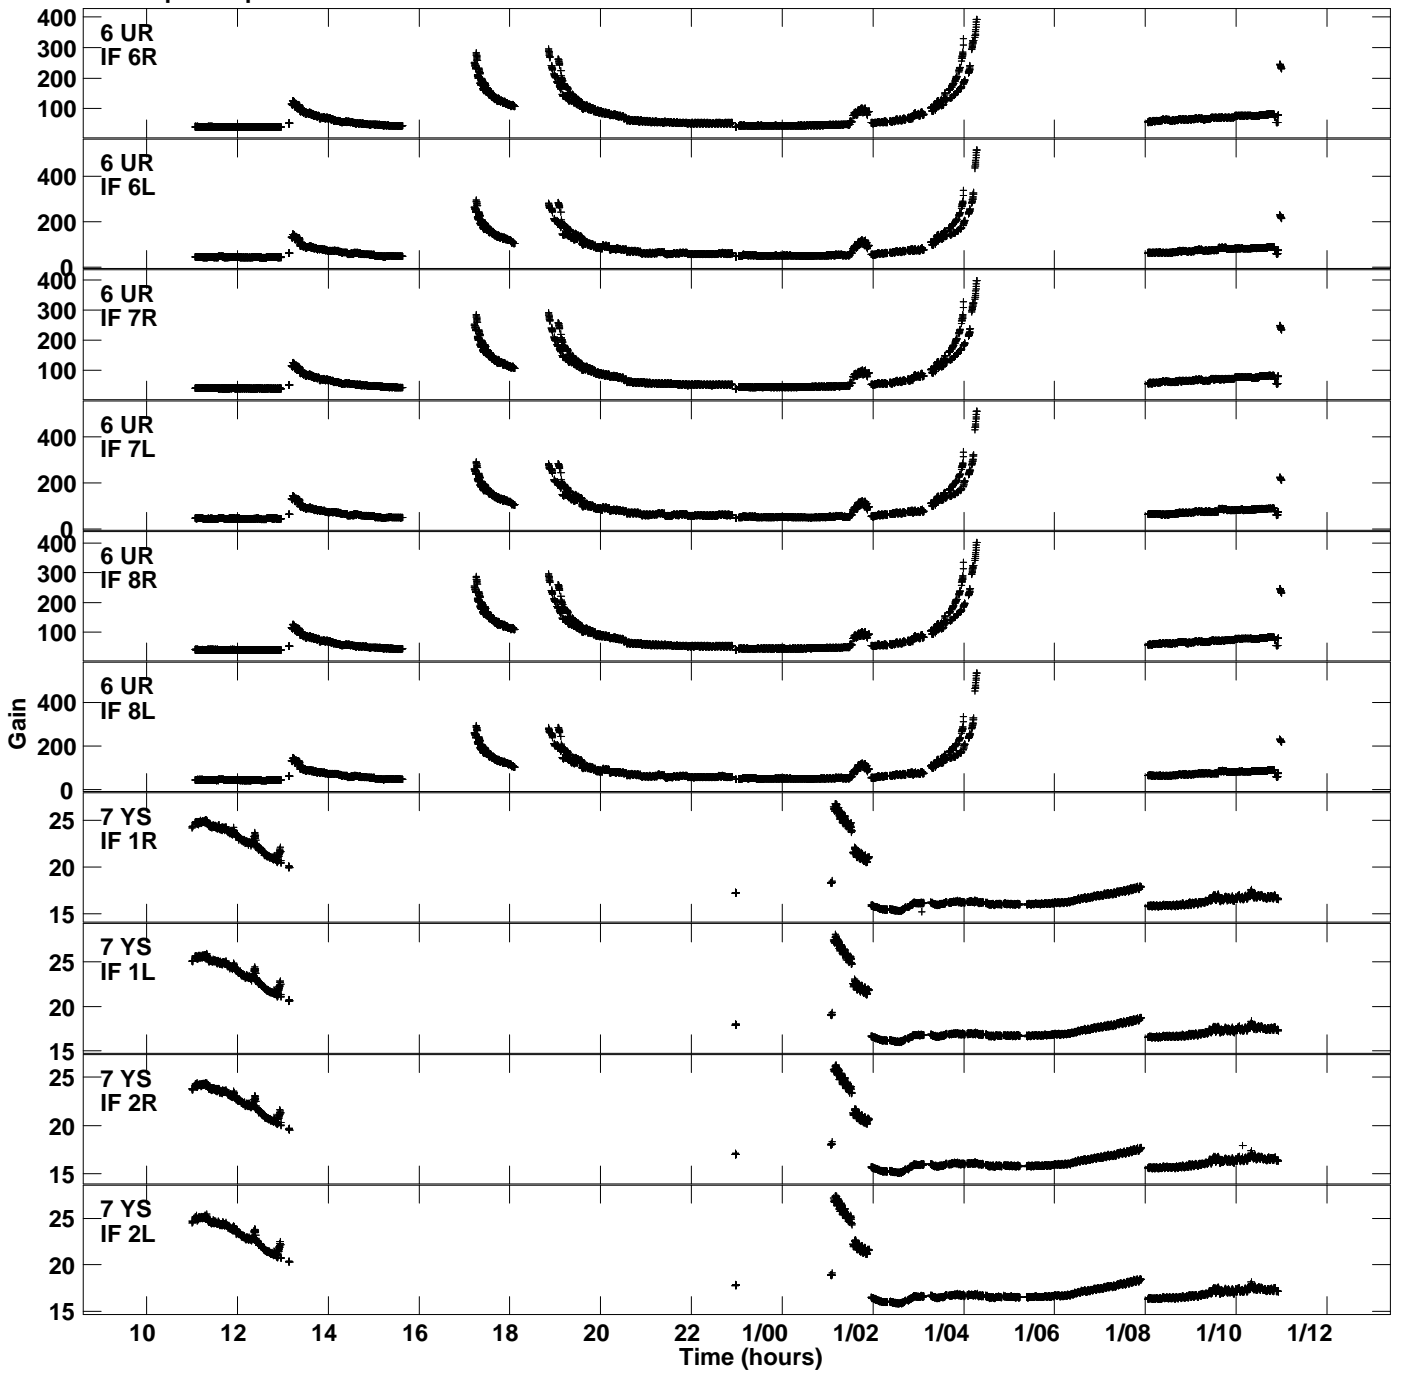 6 UR
IF 6R
400
300
200
100
6 UR
IF 6L
400
200
0
6 UR
IF 7R
400
300
200
100
6 UR
IF 7L
400
200
0
6 UR
IF 8R
400
300
200
100
6 UR
IF 8L
400
200
0
Gain
7 YS
IF 1R
25
20
15
7 YS
IF 1L
25
20
15
7 YS
IF 2R
25
20
15
7 YS
IF 2L
25
20
15
10 12 14 16 18 20 22 1/00 1/02 1/04 1/06 1/08 1/10 1/12
Time (hours)